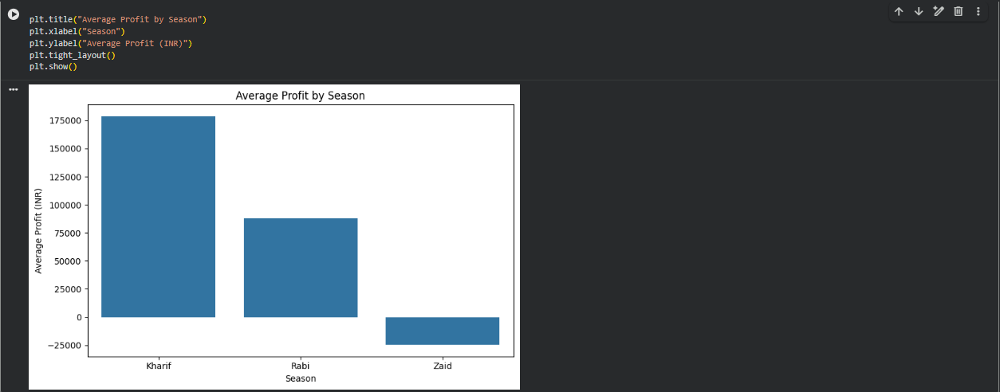 plt.title("Average Profit by Season")
plt.xlabel("Season")
plt.ylabel("Average Profit (INR)")
plt.tight_layout()
plt.show()
Average Profit by Season
Average Profit (INR)
175000
150000
125000
100000
75000
50000
25000
0
−25000
Kharif Rabi Zaid
Season